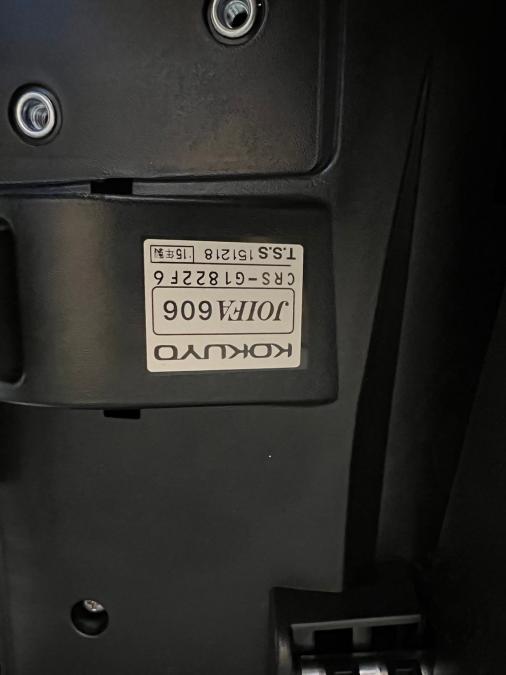 KOKUYO
JOIFA606
CRS-G1822F6
T.S.S 151218 '15年製